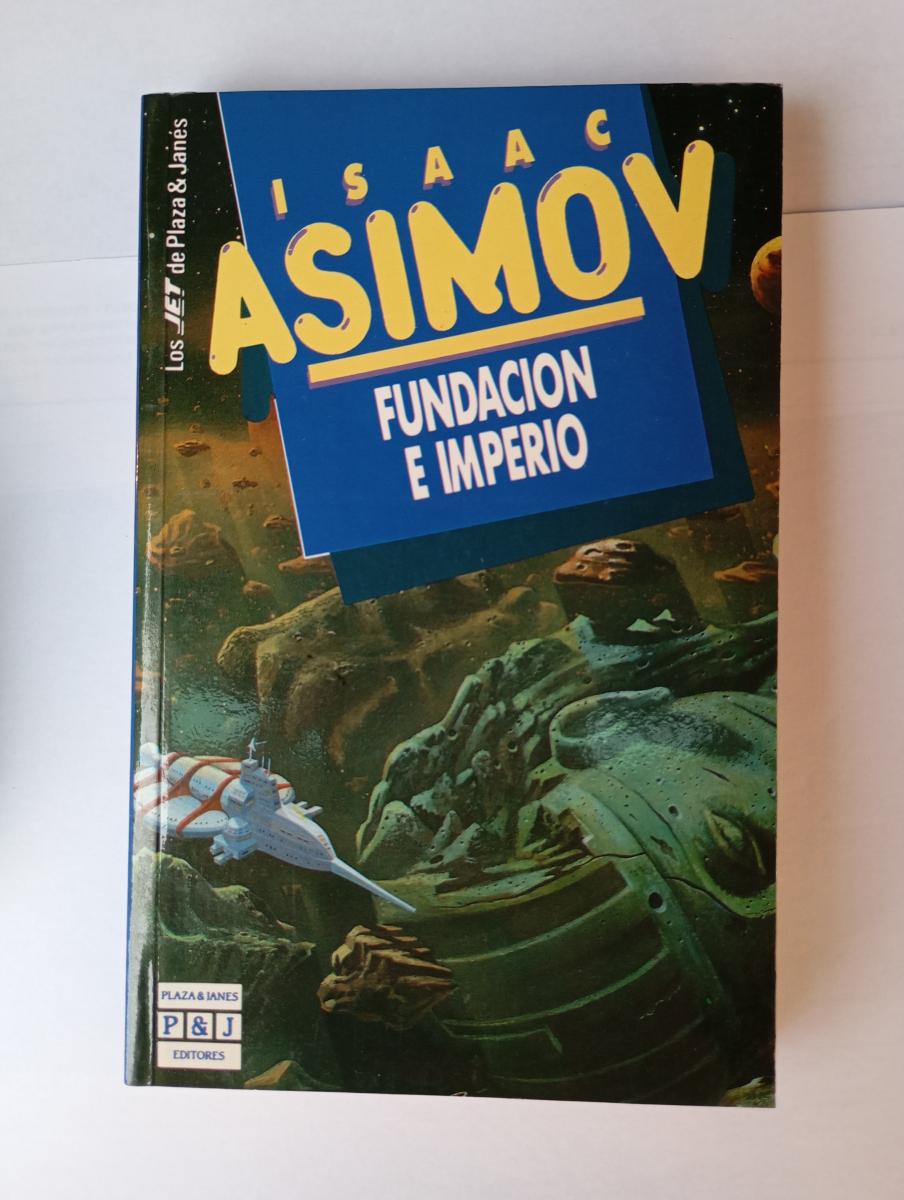 Los JET de Plaza & Janés
ISAAC
ASIMOV
FUNDACION
E IMPERIO
PLAZA & JANES
P & J
EDITORES